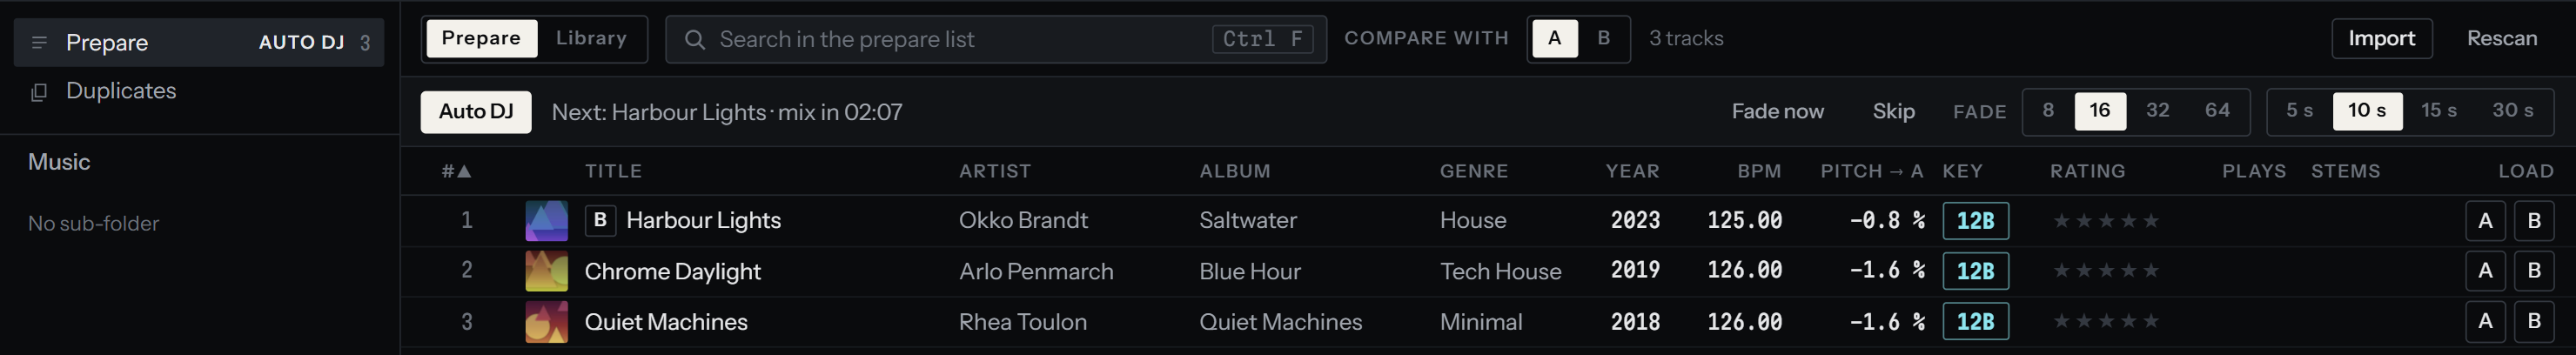 Prepare AUTO DJ 3
Duplicates
Music
No sub-folder
Prepare Library Search in the prepare list Ctrl F COMPARE WITH A B 3 tracks Import Rescan
Auto DJ Next: Harbour Lights · mix in 02:07 Fade now Skip FADE 8 16 32 64 5 s 10 s 15 s 30 s
#▲ TITLE ARTIST ALBUM GENRE YEAR BPM PITCH → A KEY RATING PLAYS STEMS LOAD
1 B Harbour Lights Okko Brandt Saltwater House 2023 125.00 −0.8 % 12B ★★★★★ A B
2 Chrome Daylight Arlo Penmarch Blue Hour Tech House 2019 126.00 −1.6 % 12B ★★★★★ A B
3 Quiet Machines Rhea Toulon Quiet Machines Minimal 2018 126.00 −1.6 % 12B ★★★★★ A B